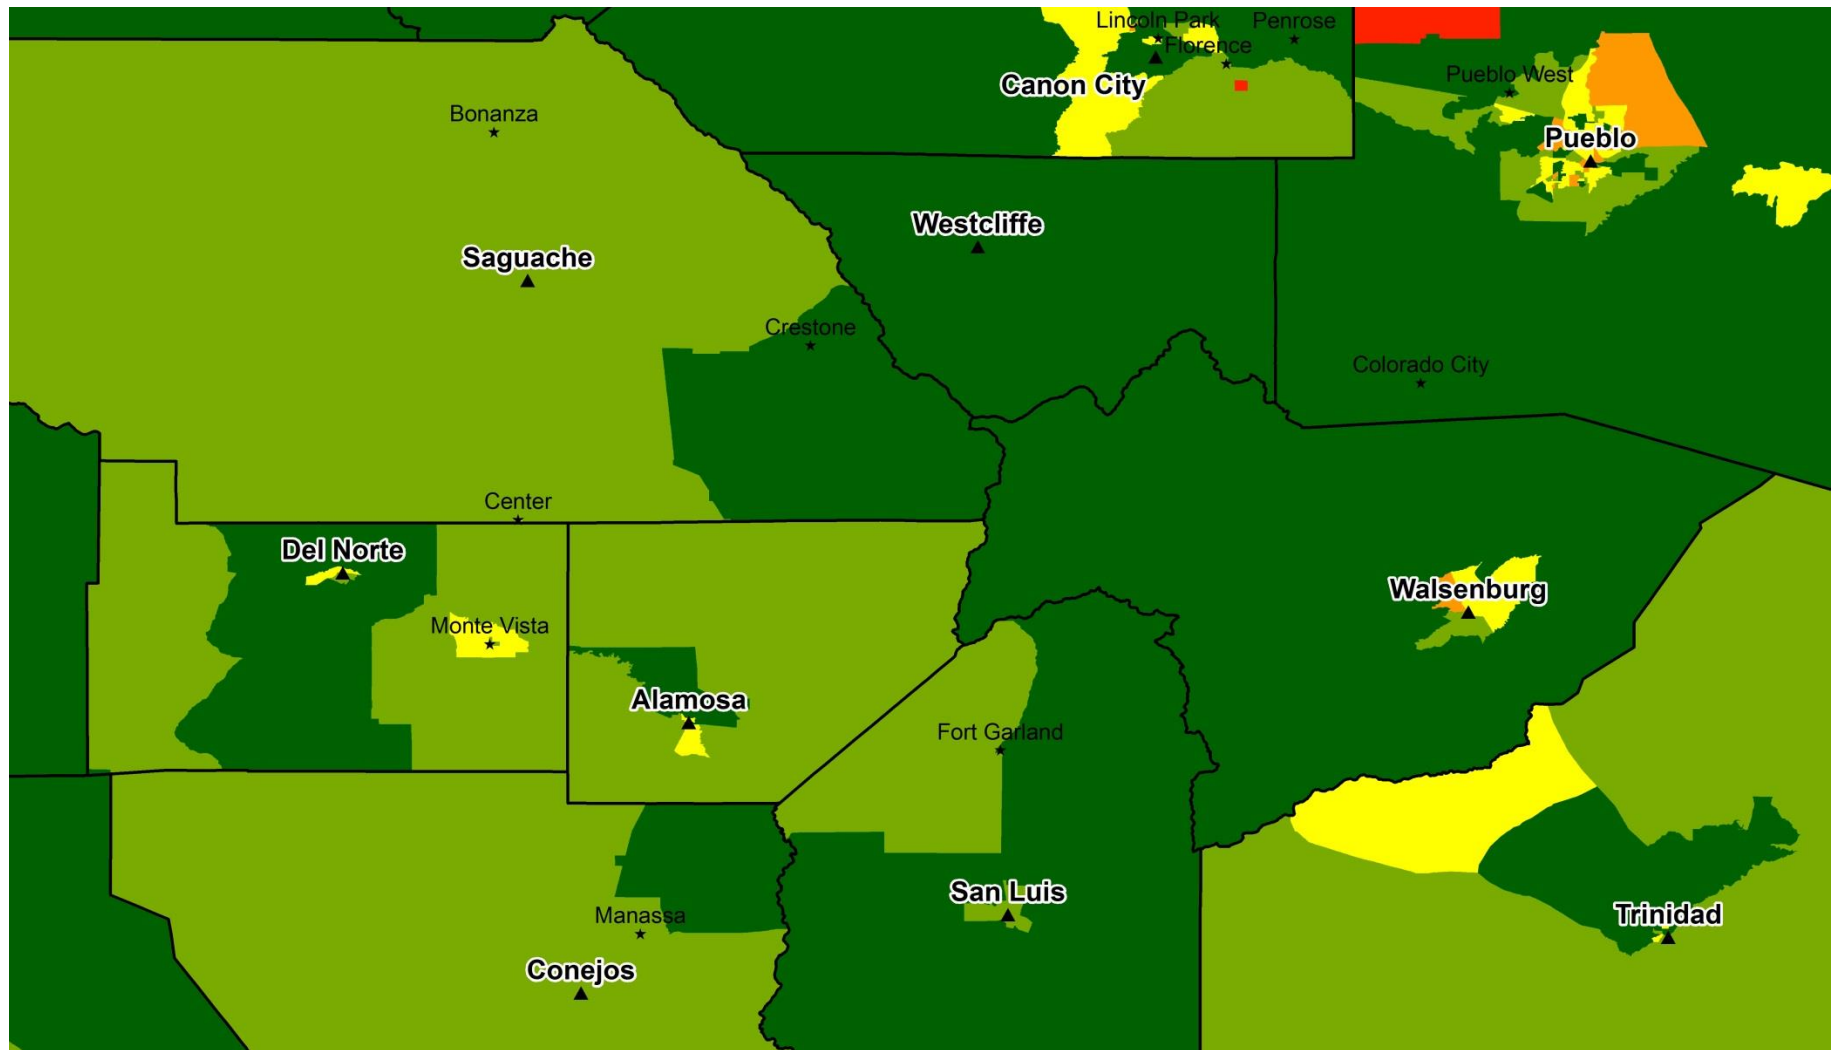 Lincoln Park
Penrose
Florence
Pueblo West
Canon City
Bonanza
Pueblo
Westcliffe
Saguache
Crestone
Colorado City
Center
Del Norte
Walsenburg
Monte Vista
Alamosa
Fort Garland
San Luis
Manassa
Trinidad
Conejos